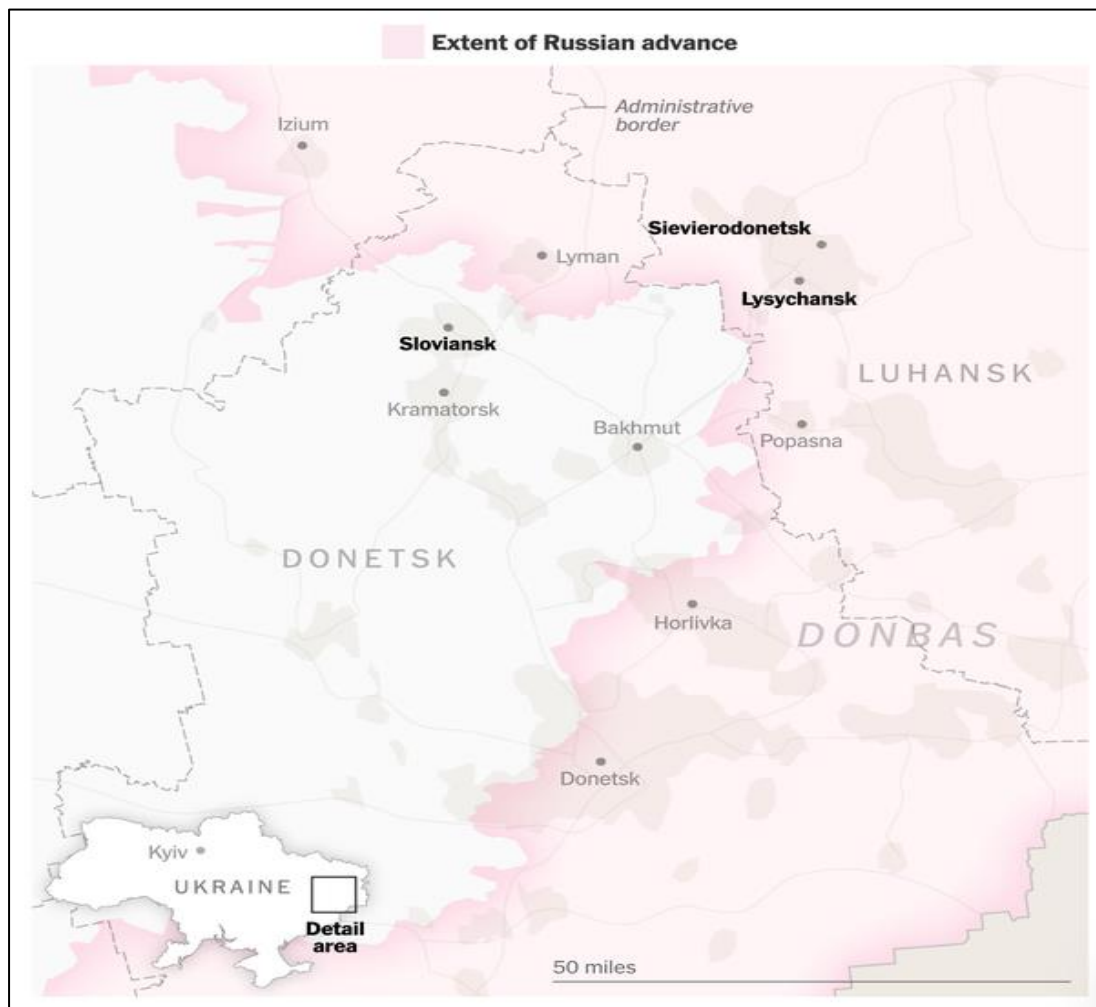 Extent of Russian advance
Administrative
border
Izium
Sievierodonetsk
Lyman
Lysychansk
Sloviansk
LUHANSK
Kramatorsk
Bakhmut
Popasna
DONETSK
Horlivka
DONBAS
Donetsk
Kyiv
UKRAINE
Detail
area
50 miles